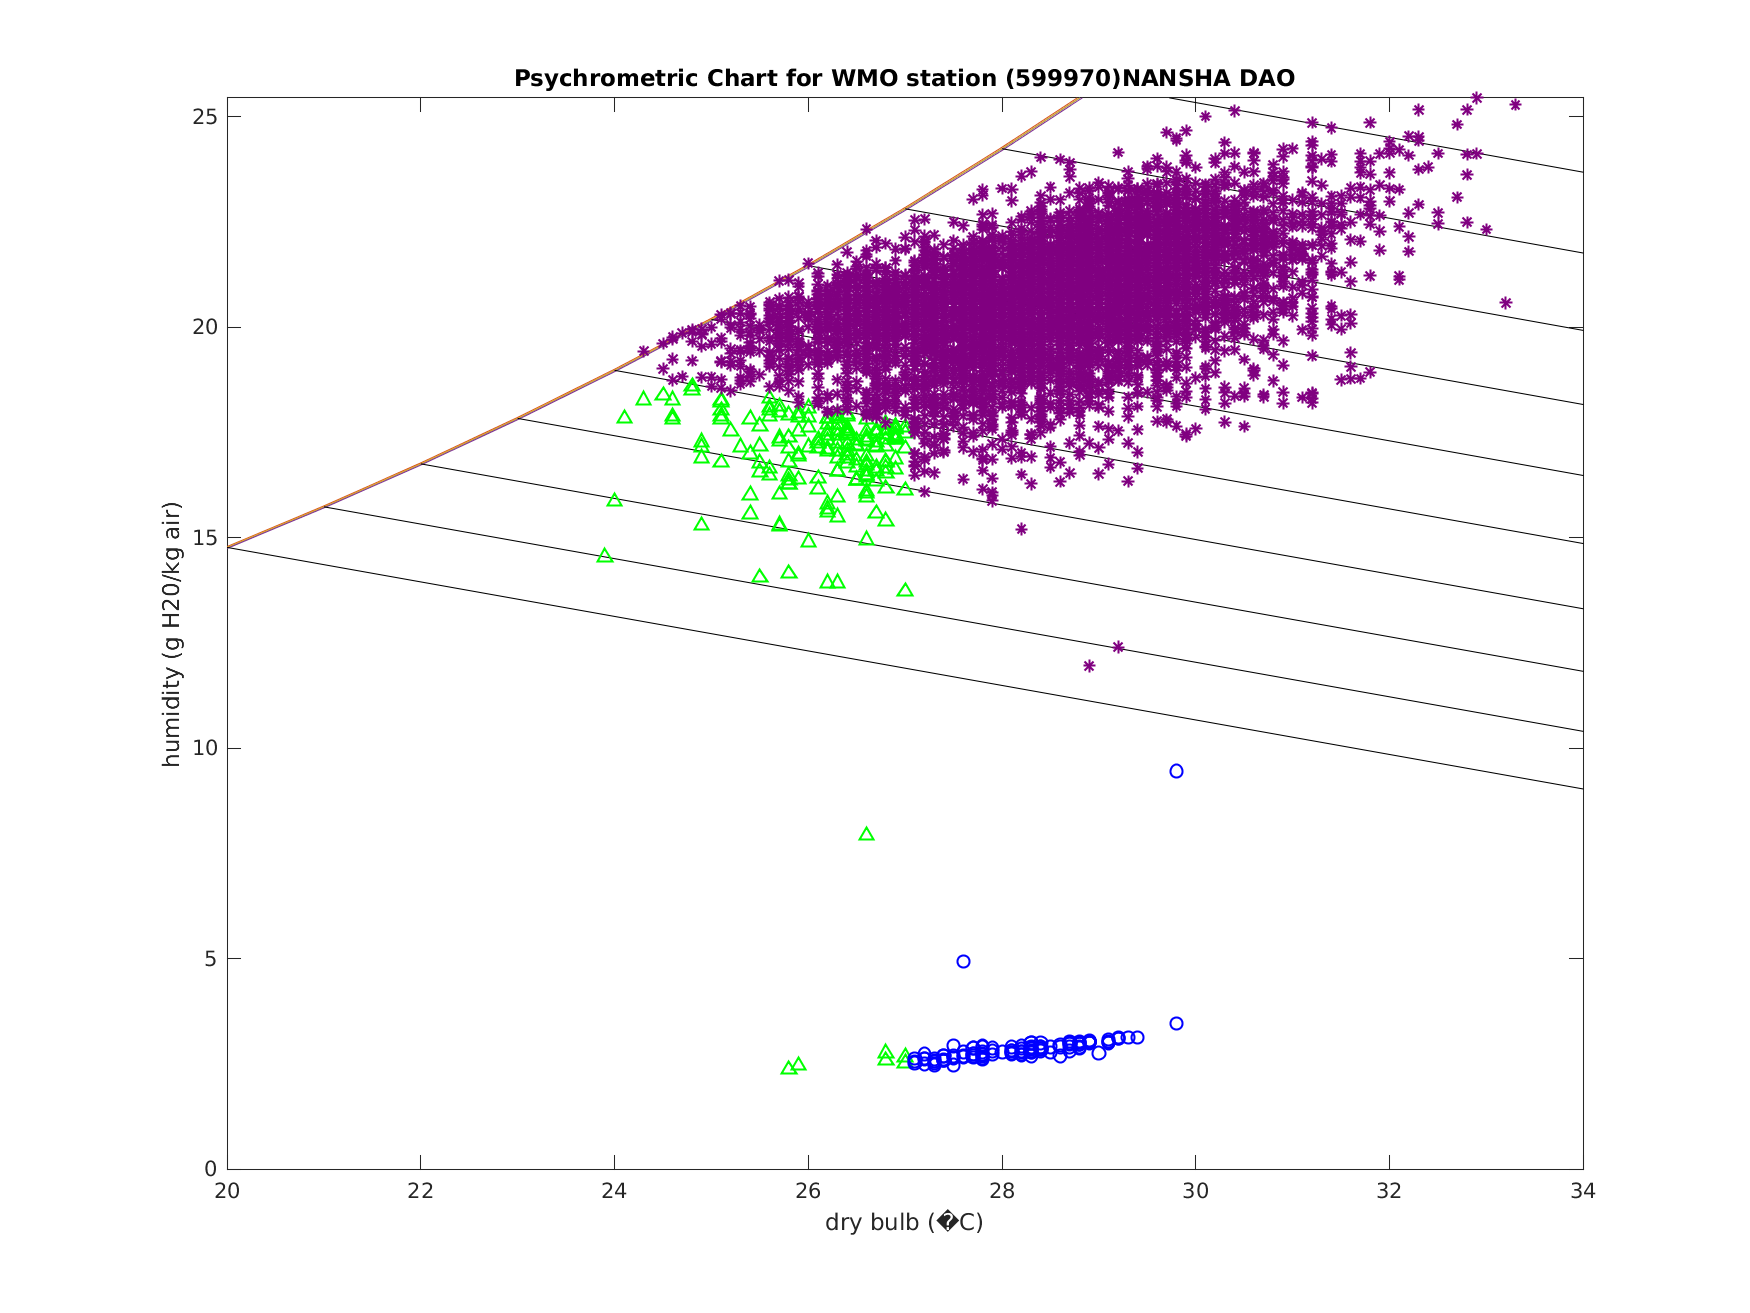 Psychrometric Chart for WMO station (599970)NANSHA DAO
25
20
15
10
5
0
humidity (g H20/kg air)
20 22 24 26 28 30 32 34
dry bulb (�C)